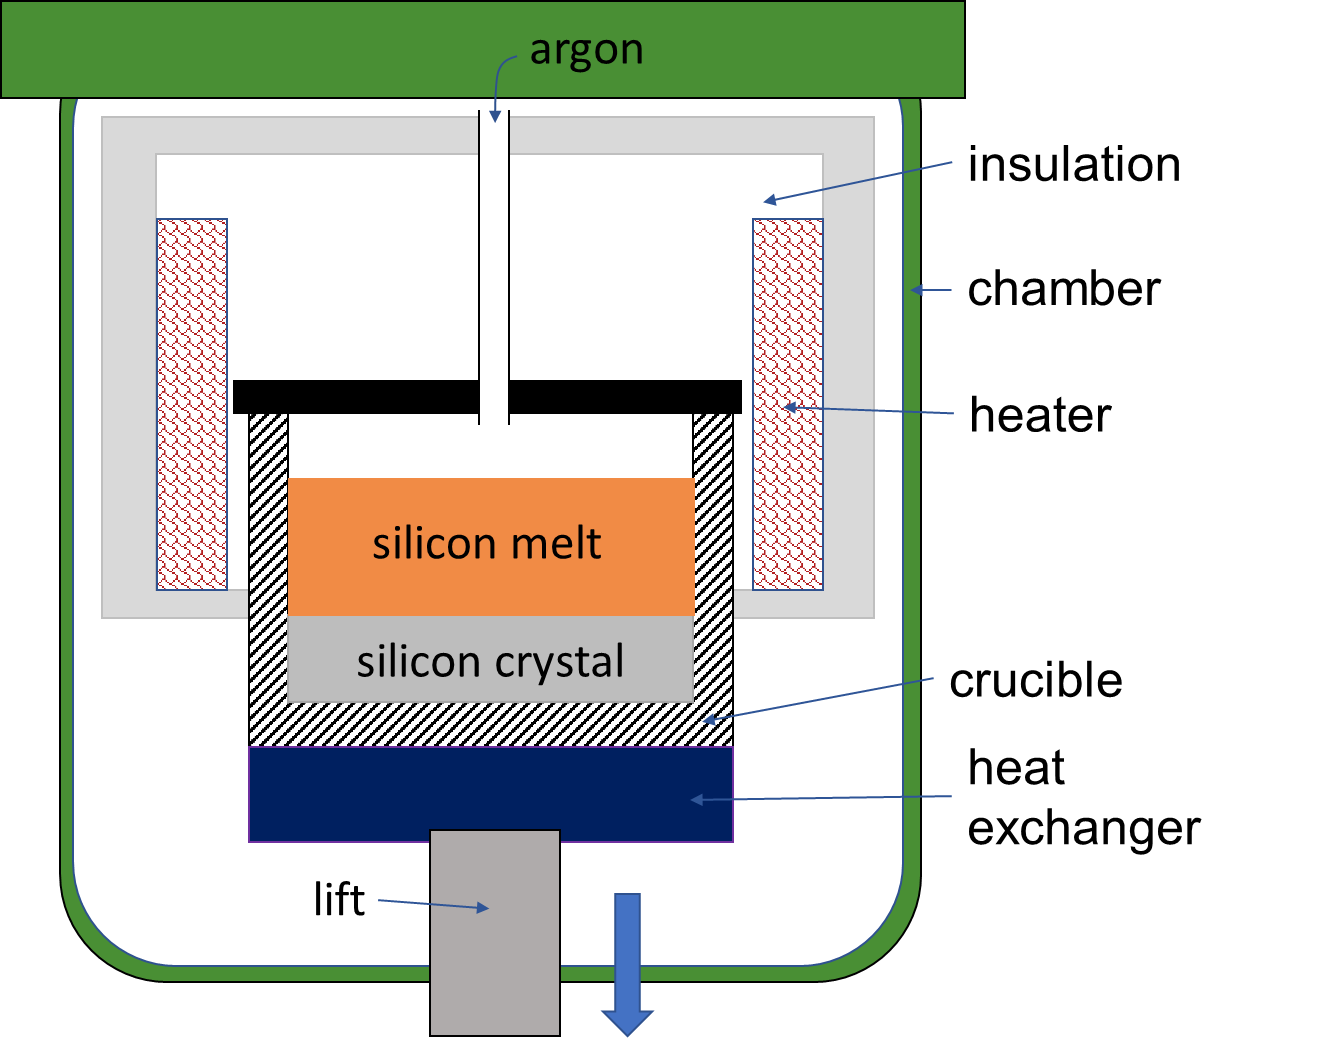 argon
insulation
chamber
heater
silicon melt
silicon crystal
crucible
heat
exchanger
lift